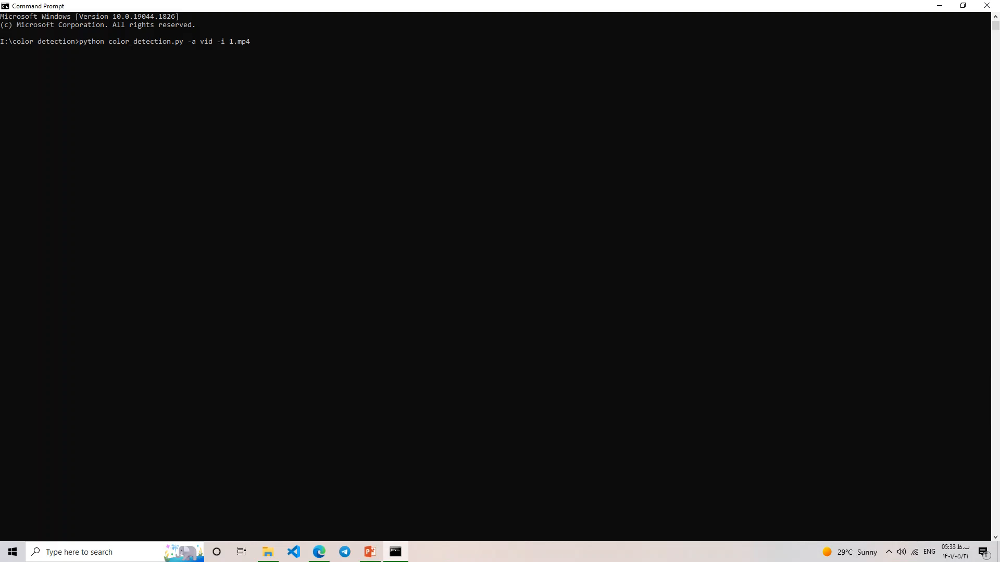 Command Prompt
Microsoft Windows [Version 10.0.19044.1826]
(c) Microsoft Corporation. All rights reserved.
I:\color detection>python color_detection.py -a vid -i 1.mp4
Type here to search
29°C Sunny
ENG
05:33 ب.ظ
۱۴۰۱/۰۵/۲۱